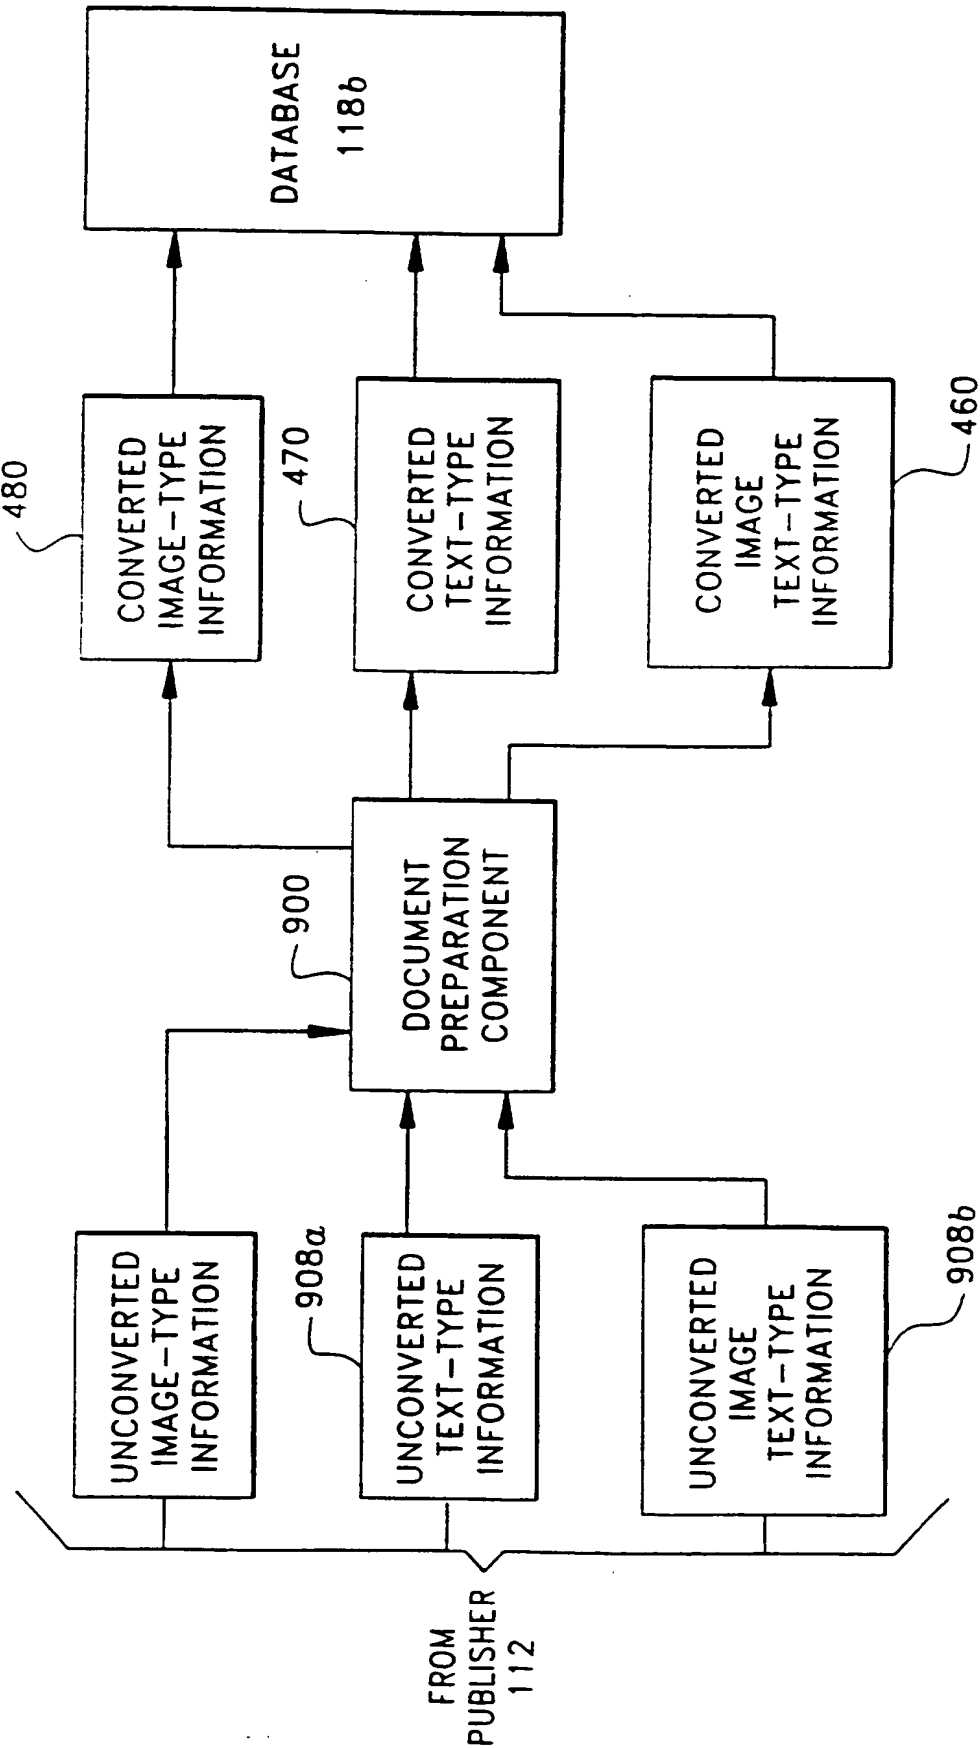 FROM
PUBLISHER
112
UNCONVERTED
IMAGE-TYPE
INFORMATION
908a
UNCONVERTED
TEXT-TYPE
INFORMATION
UNCONVERTED
IMAGE
TEXT-TYPE
INFORMATION
908b
900
DOCUMENT
PREPARATION
COMPONENT
480
CONVERTED
IMAGE-TYPE
INFORMATION
470
CONVERTED
TEXT-TYPE
INFORMATION
CONVERTED
IMAGE
TEXT-TYPE
INFORMATION
460
DATABASE
118b